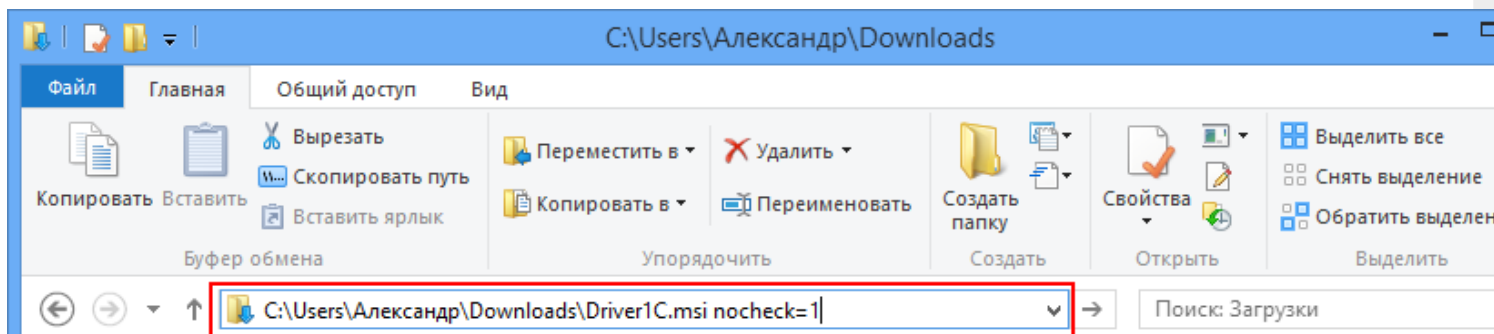 C:\Users\Александр\Downloads
Файл Главная Общий доступ Вид
Копировать
Вставить
Вырезать
Скопировать путь
Вставить ярлык
Буфер обмена
Переместить в
Копировать в
Удалить
Переименовать
Упорядочить
Создать
папку
Создать
Свойства
Открыть
Выделить все
Снять выделение
Обратить выделен
Выделить
C:\Users\Александр\Downloads\Driver1C.msi nocheck=1
Поиск: Загрузки